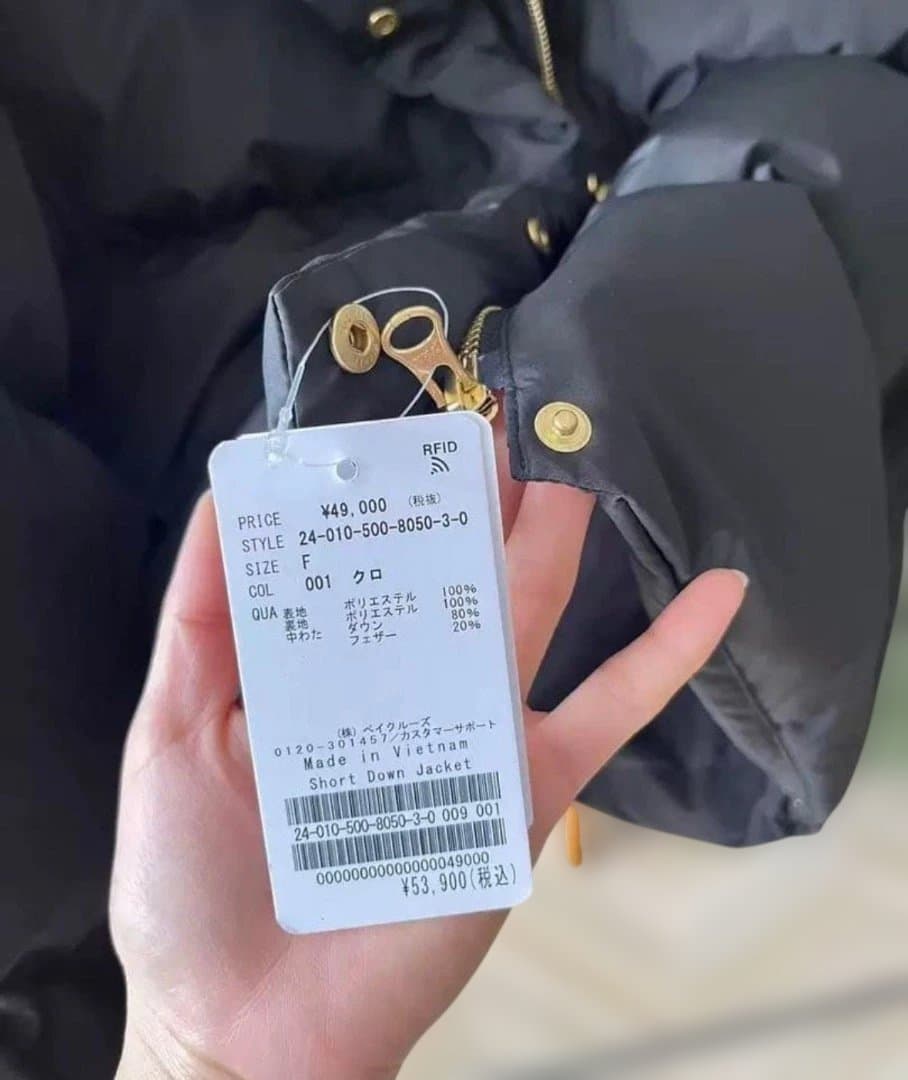 RFID
PRICE ¥49,000 (税抜)
STYLE 24-010-500-8050-3-0
SIZE F
COL 001 クロ
QUA 表地 ポリエステル 100%
裏地 ポリエステル 100%
中わた ダウン 80%
フェザー 20%
(株) ベイクルーズ
0120-301457/カスタマーサポート
Made in Vietnam
Short Down Jacket
24-010-500-8050-3-0 009 001
00000000000000049000
¥53,900(税込)